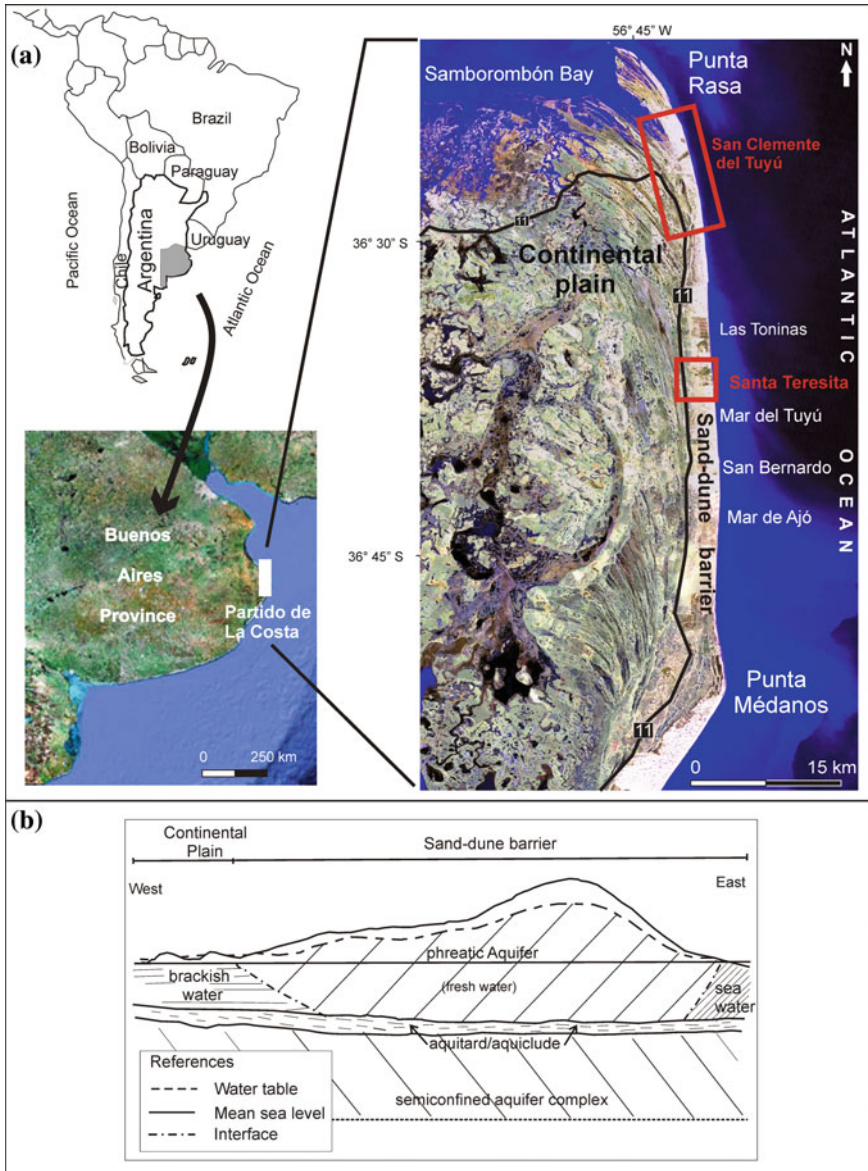 (a)
Brazil
Bolivia
Paraguay
Pacific Ocean
Chile
Argentina
Uruguay
Atlantic Ocean
Buenos
Aires
Province
Partido de
La Costa
0 250 km
56° 45" W
Samborombón Bay
Punta
Rasa
N
San Clemente
del Tuyú
11
36° 30" S
Continental
plain
11
ATLANTIC OCEAN
Las Toninas
Santa Teresita
Mar del Tuyú
Sand-dune barrier
San Bernardo
Mar de Ajó
36° 45" S
Punta
Médanos
11
0 15 km
(b)
Continental
Plain
Sand-dune barrier
West
East
phreatic Aquifer
brackish
water
(fresh water)
sea
water
aquitard/aquiclude
References
Water table
Mean sea level
Interface
semiconfined aquifer complex